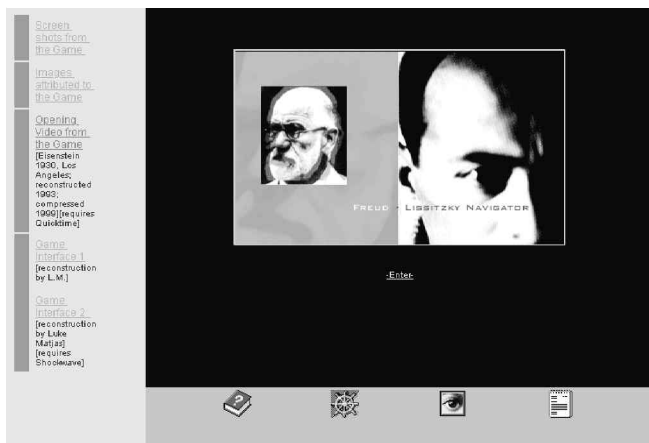 Screen
shots from
the Game
Images
attributed to
the Game
Opening
Video from
the Game
[Eisenstein
1930, Los
Angeles;
reconstructed
1993;
compressed
1999][requires
Quicktime]
Game
Interface 1
[reconstruction
by L.M.]
Game
Interface 2
[reconstruction
by Luke
Matjas]
[requires
Shockwave]
FREUD - LISSITZKY NAVIGATOR
-Enter-
?